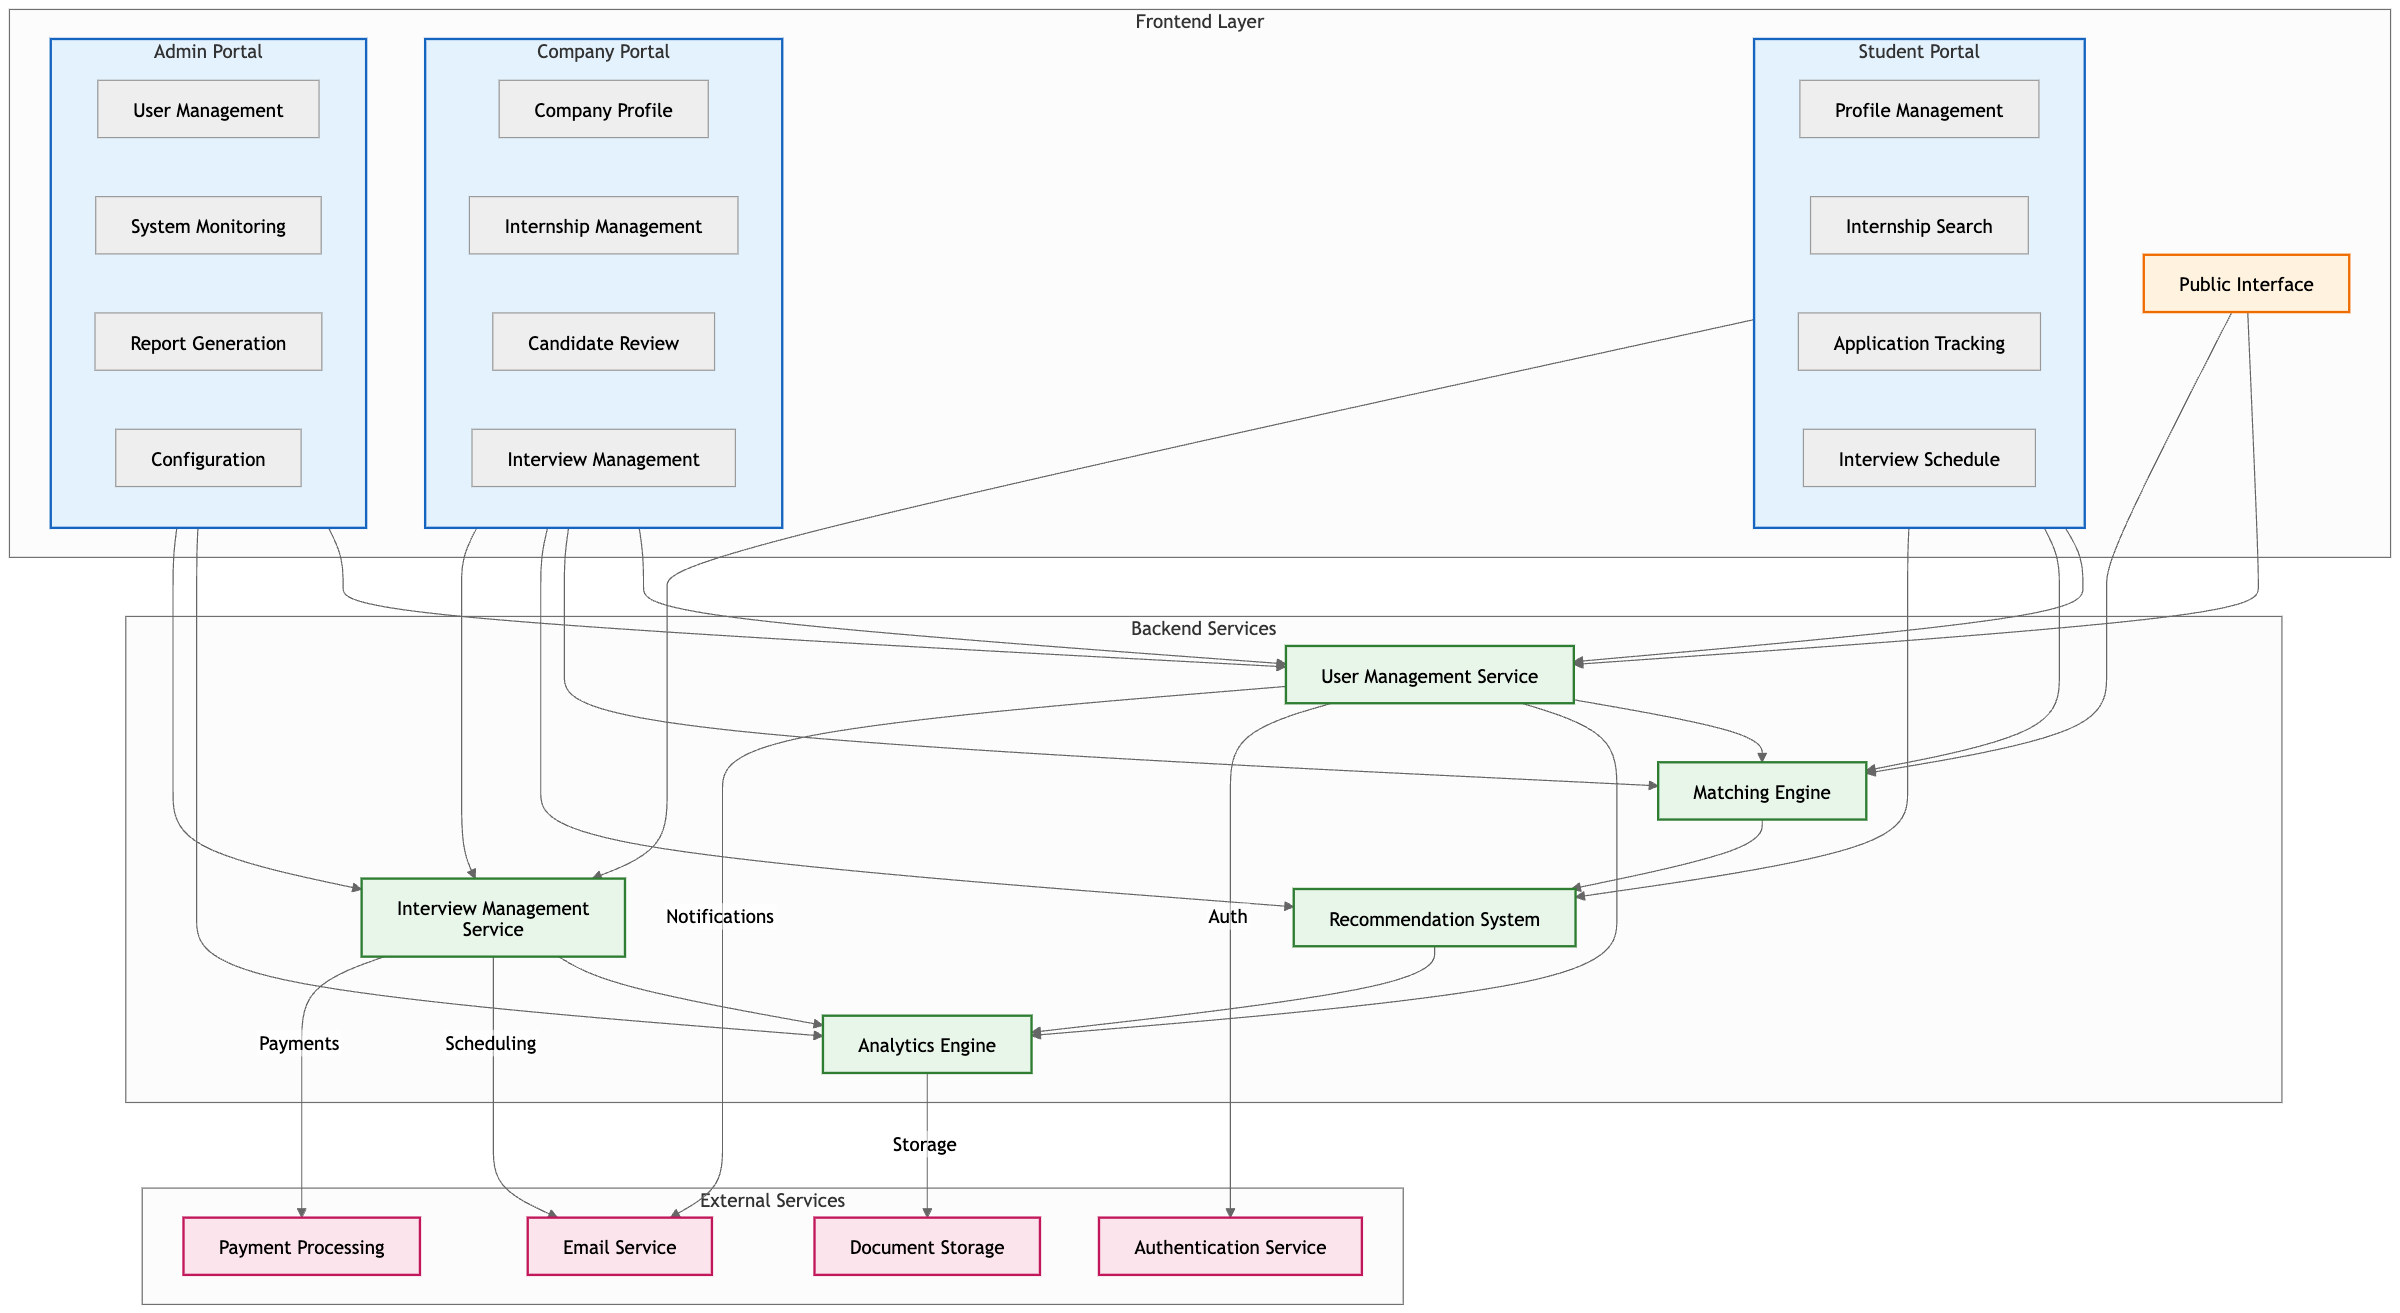 Frontend Layer
Admin Portal
User Management
System Monitoring
Report Generation
Configuration
Company Portal
Company Profile
Internship Management
Candidate Review
Interview Management
Student Portal
Profile Management
Internship Search
Application Tracking
Interview Schedule
Public Interface
Backend Services
User Management Service
Matching Engine
Interview Management
Service
Notifications
Auth
Recommendation System
Payments
Scheduling
Analytics Engine
Storage
External Services
Payment Processing
Email Service
Document Storage
Authentication Service